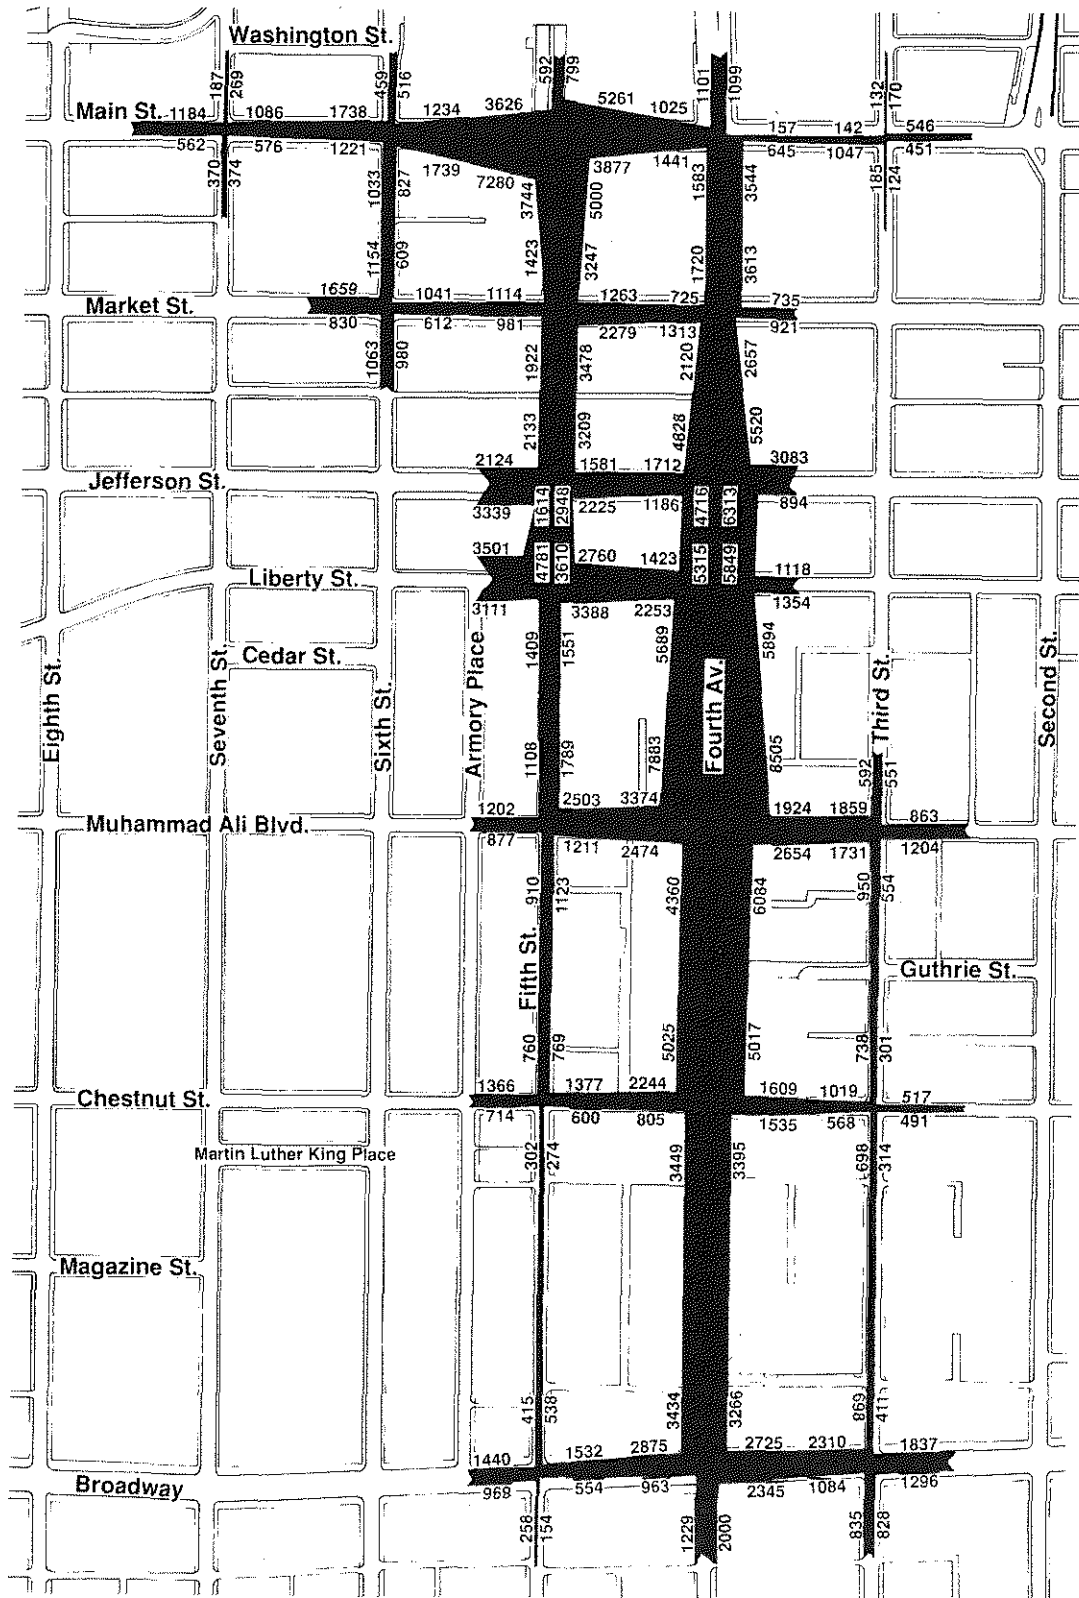 Washington St.
187 269 459 516 592 799 1101 1099 132 170
Main St. 1184 1086 1738 1234 3626 5261 1025 157 142 546
562 576 1221 1739 7280 3877 1441 645 1047 451
370 374 1033 827 3744 5000 1583 3544 185 124
1154 609 1423 3247 1720 3613
1659 1041 1114 1263 725 735
Market St.
830 612 981 2279 1313 921
1063 980 1922 3478 2120 2657
2133 3209 4828 5520
2124 1581 1712 3083
Jefferson St.
3339 1614 2948 2225 1186 4716 6313 894
3501 4781 3610 2760 1423 5315 5849 1118
Liberty St.
3111 3388 2253 1354
1409 1551 5689 5894
Cedar St.
Eighth St. Seventh St. Sixth St. Armory Place Fourth Av. Third St. Second St.
1108 1789 7883 8505 592 551
1202 2503 3374 1924 1859 863
Muhammad Ali Blvd.
877 1211 2474 2654 1731 1204
910 1123 4360 6084 950 554
Fifth St.
Guthrie St.
760 769 5025 5017 738 301
1366 1377 2244 1609 1019 517
Chestnut St.
714 600 805 1535 568 491
302 274 3449 3395 698 314
Martin Luther King Place
Magazine St.
415 538 3434 3266 869 411
1440 1532 2875 2725 2310 1837
Broadway
969 554 963 2345 1084 1296
258 154 1229 2000 835 828